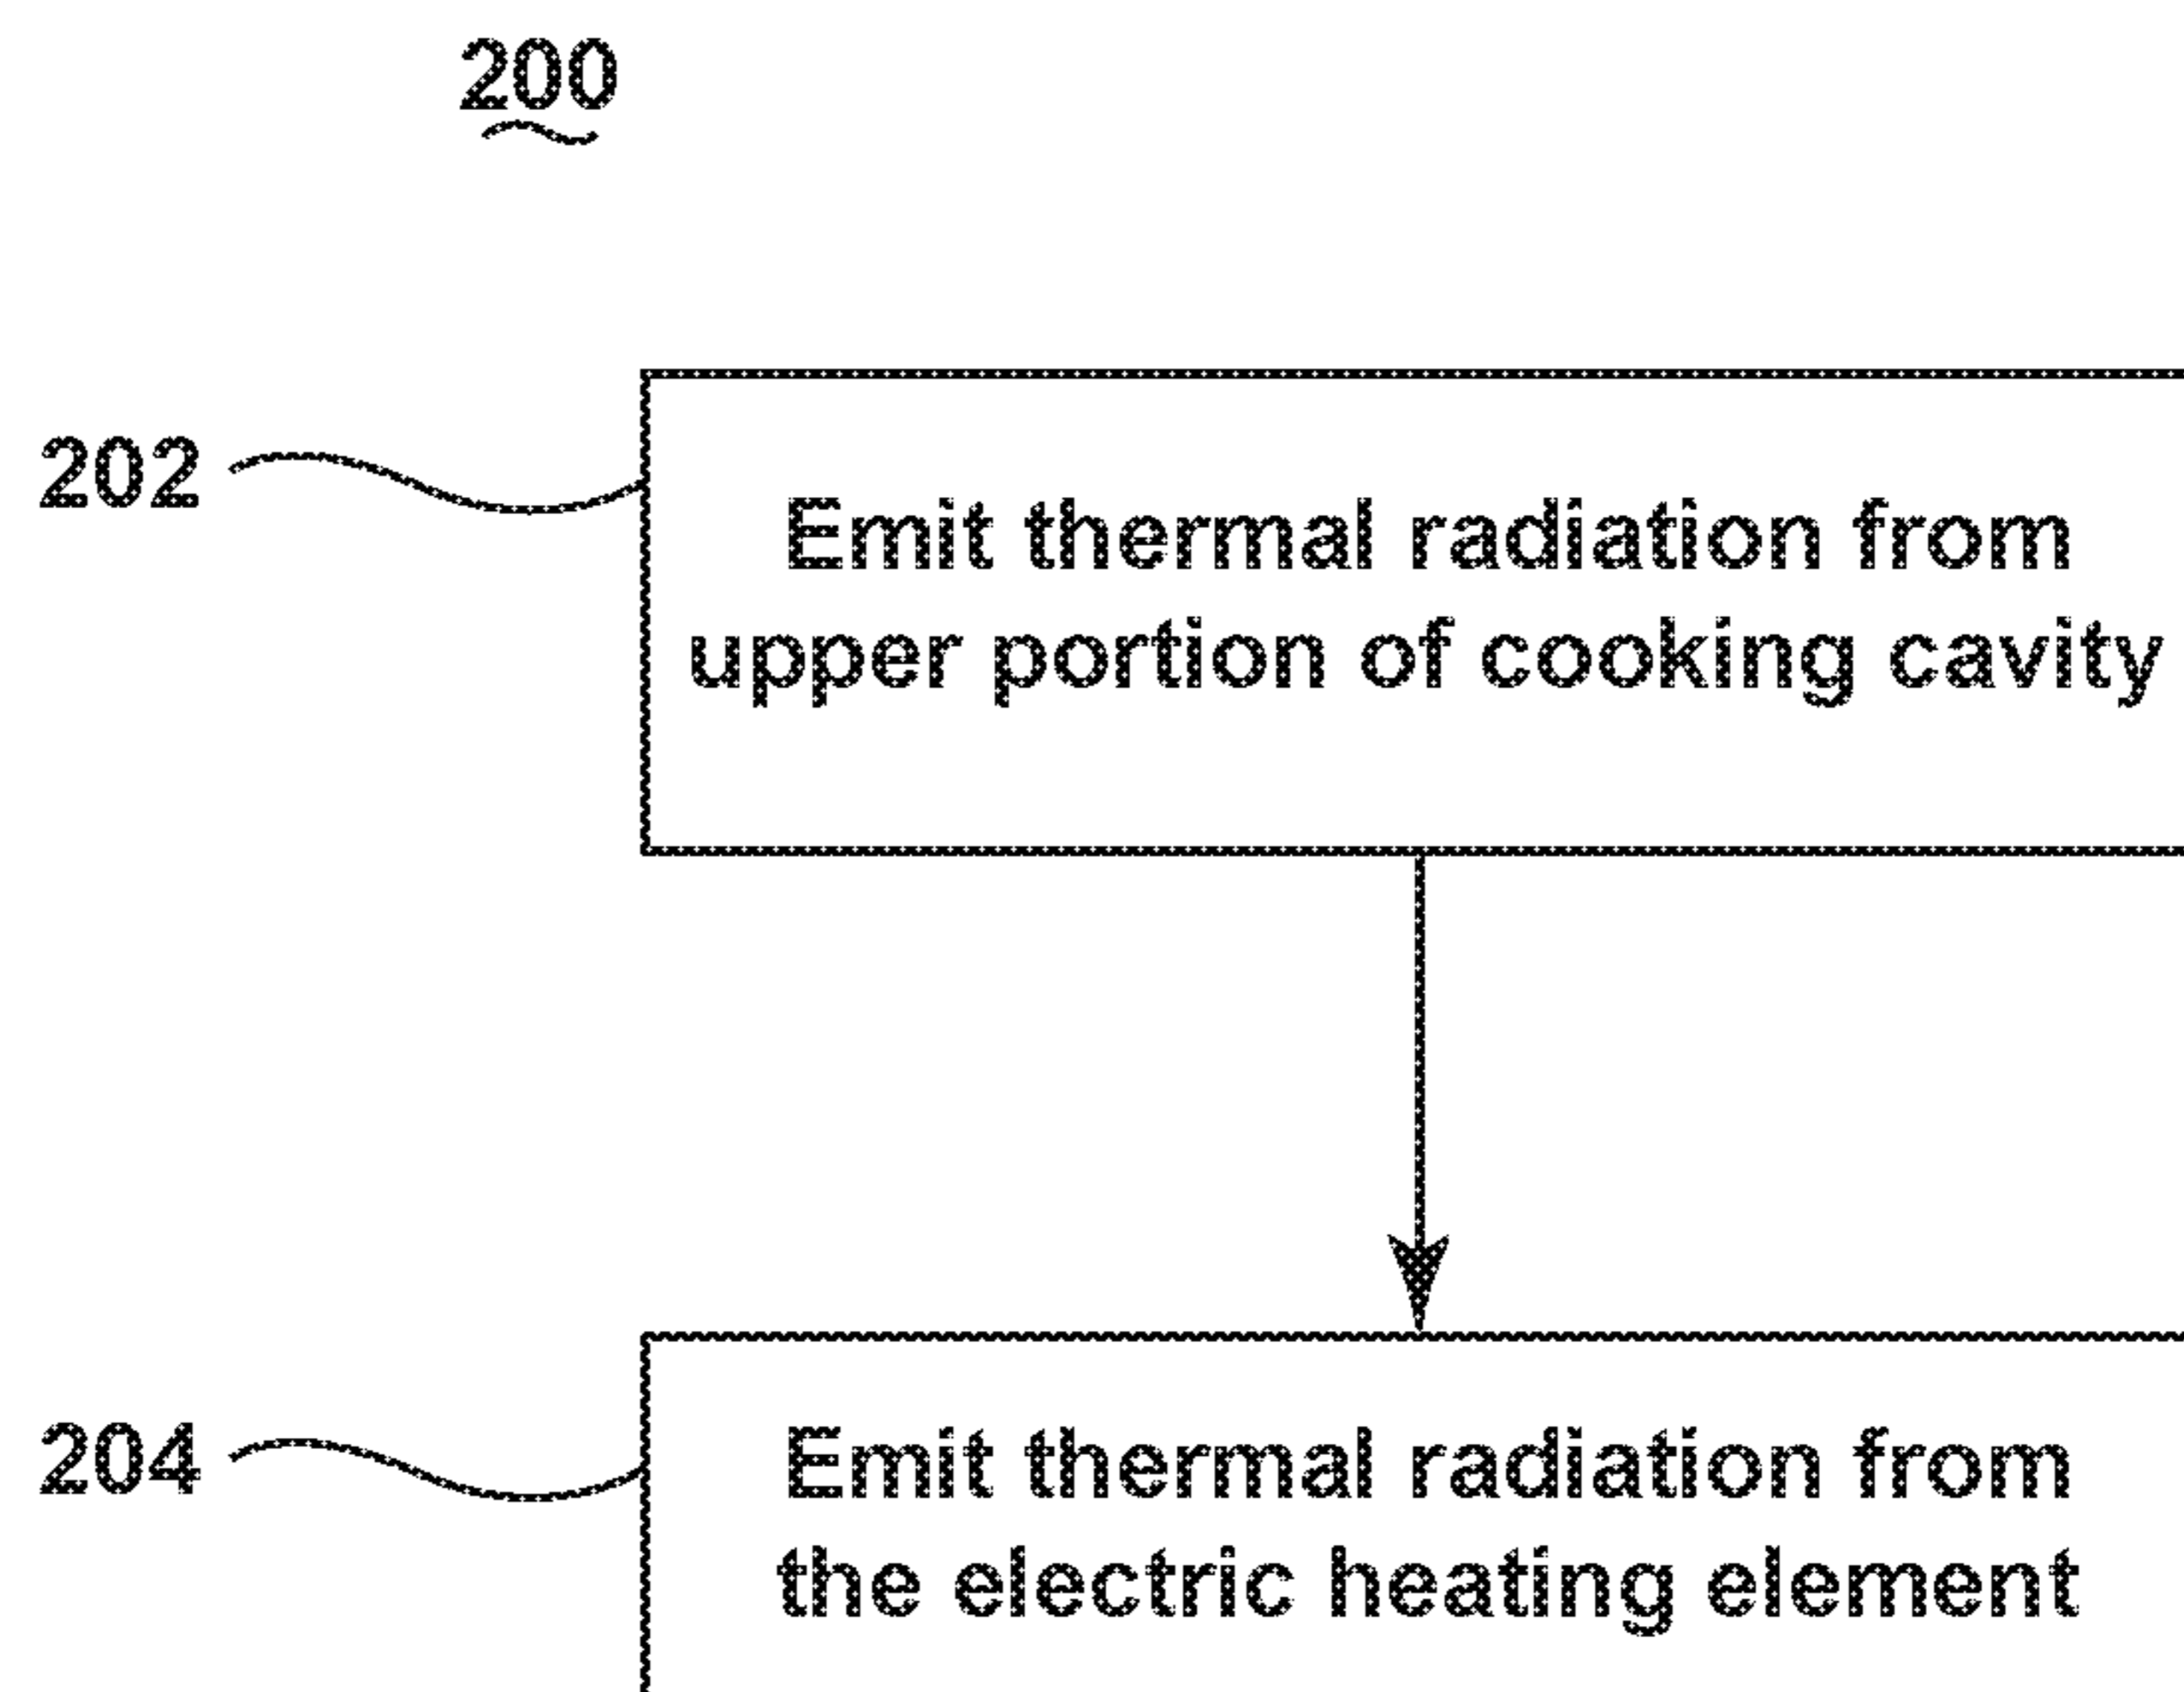 200
202
Emit thermal radiation from
upper portion of cooking cavity
204
Emit thermal radiation from
the electric heating element